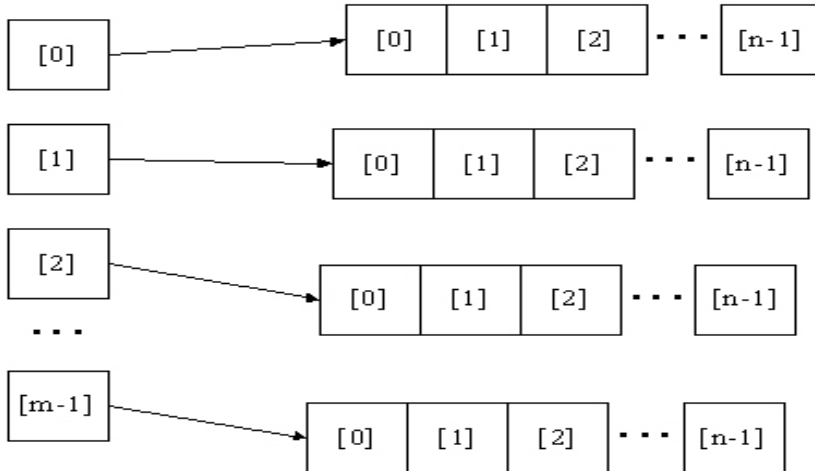 [0] [0] [1] [2] ... [n-1]
[1] [0] [1] [2] ... [n-1]
[2] [0] [1] [2] ... [n-1]
...
[m-1] [0] [1] [2] ... [n-1]